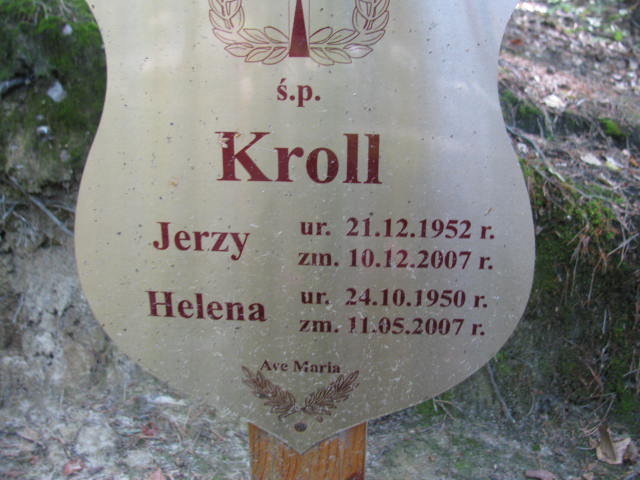 ś.p.
Kroll
Jerzy ur. 21.12.1952 r.
zm. 10.12.2007 r.
Helena ur. 24.10.1950 r.
zm. 11.05.2007 r.
Ave Maria